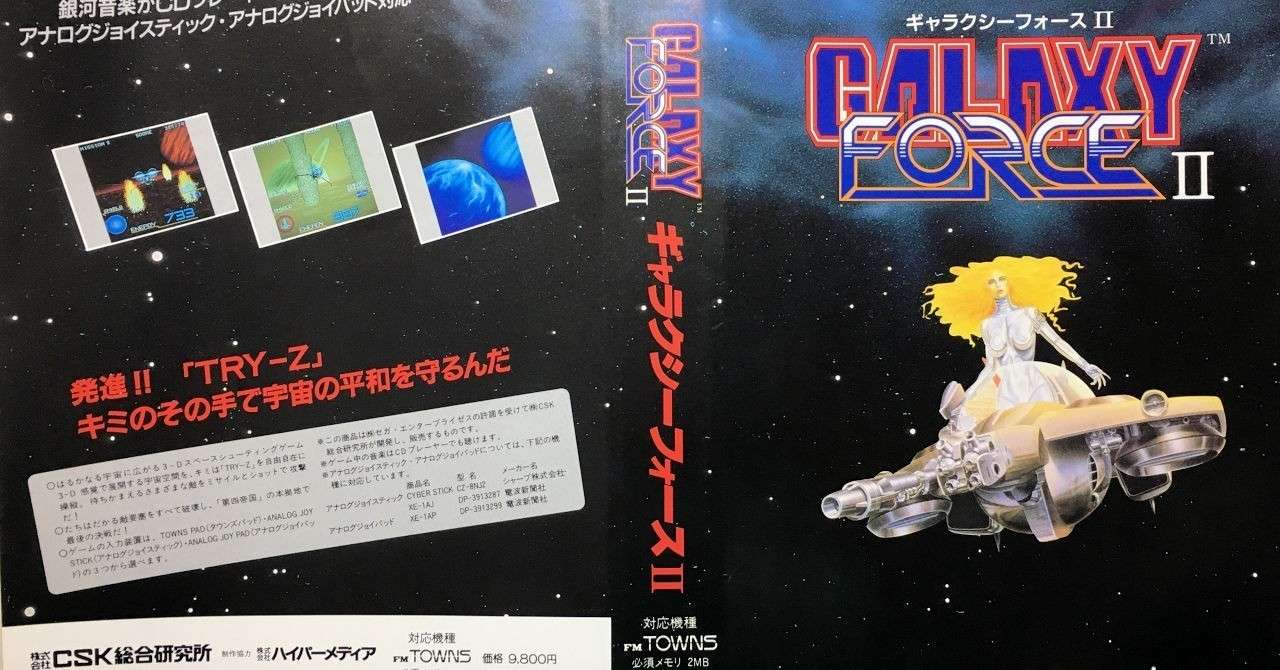 銀河音楽がCDプレー
アナログジョイスティック・アナログジョイパッド対応
発進!! 「TRY-Z」
キミのその手で宇宙の平和を守るんだ
○はるかなる宇宙に広がる3-Dスペースシューティングゲーム
3-D 感覚で展開する宇宙空間を、キミは「TRY-Z」を自由自在に
操縦。 待ちかまえるさまざまな敵をミサイルとショットで攻撃
だ!
○たちはだかる敵要塞をすべて破壊し、「第四帝国」の本拠地で
最後の決戦だ!
○ゲームの入力装置は、TOWNS PAD(タウンズパッド)・ANALOG JOY
STICK(アナログジョイスティック)・ANALOG JOY PAD(アナログジョイパッ
ド)の3つから選べます。
※この商品は㈱セガ・エンタープライゼスの許諾を受けて㈱CSK
総合研究所が開発し、販売するものです。
※ゲーム中の音楽はCDプレーヤーでも聴けます。
※アナログジョイスティック・アナログジョイパッドについては、下記の機
種に対応しています。
商品名 型名 メーカー名
アナログジョイスティック CYBER STICK CZ-8NJ2 シャープ株式会社
XE-1AJ DP-3913287 電波新聞社
アナログジョイパッド XE-1AP DP-3913299 電波新聞社
株式会社 CSK総合研究所 制作協力 株式会社 ハイパーメディア 対応機種 FM TOWNS 価格 9,800円
GALAXY
FORCE
II
TM
ギャラクシーフォースII
対応機種
FM TOWNS
必須メモリ 2MB
ギャラクシーフォース II
GALAXY TM
FORCE II
MISSION
733
ENERGY